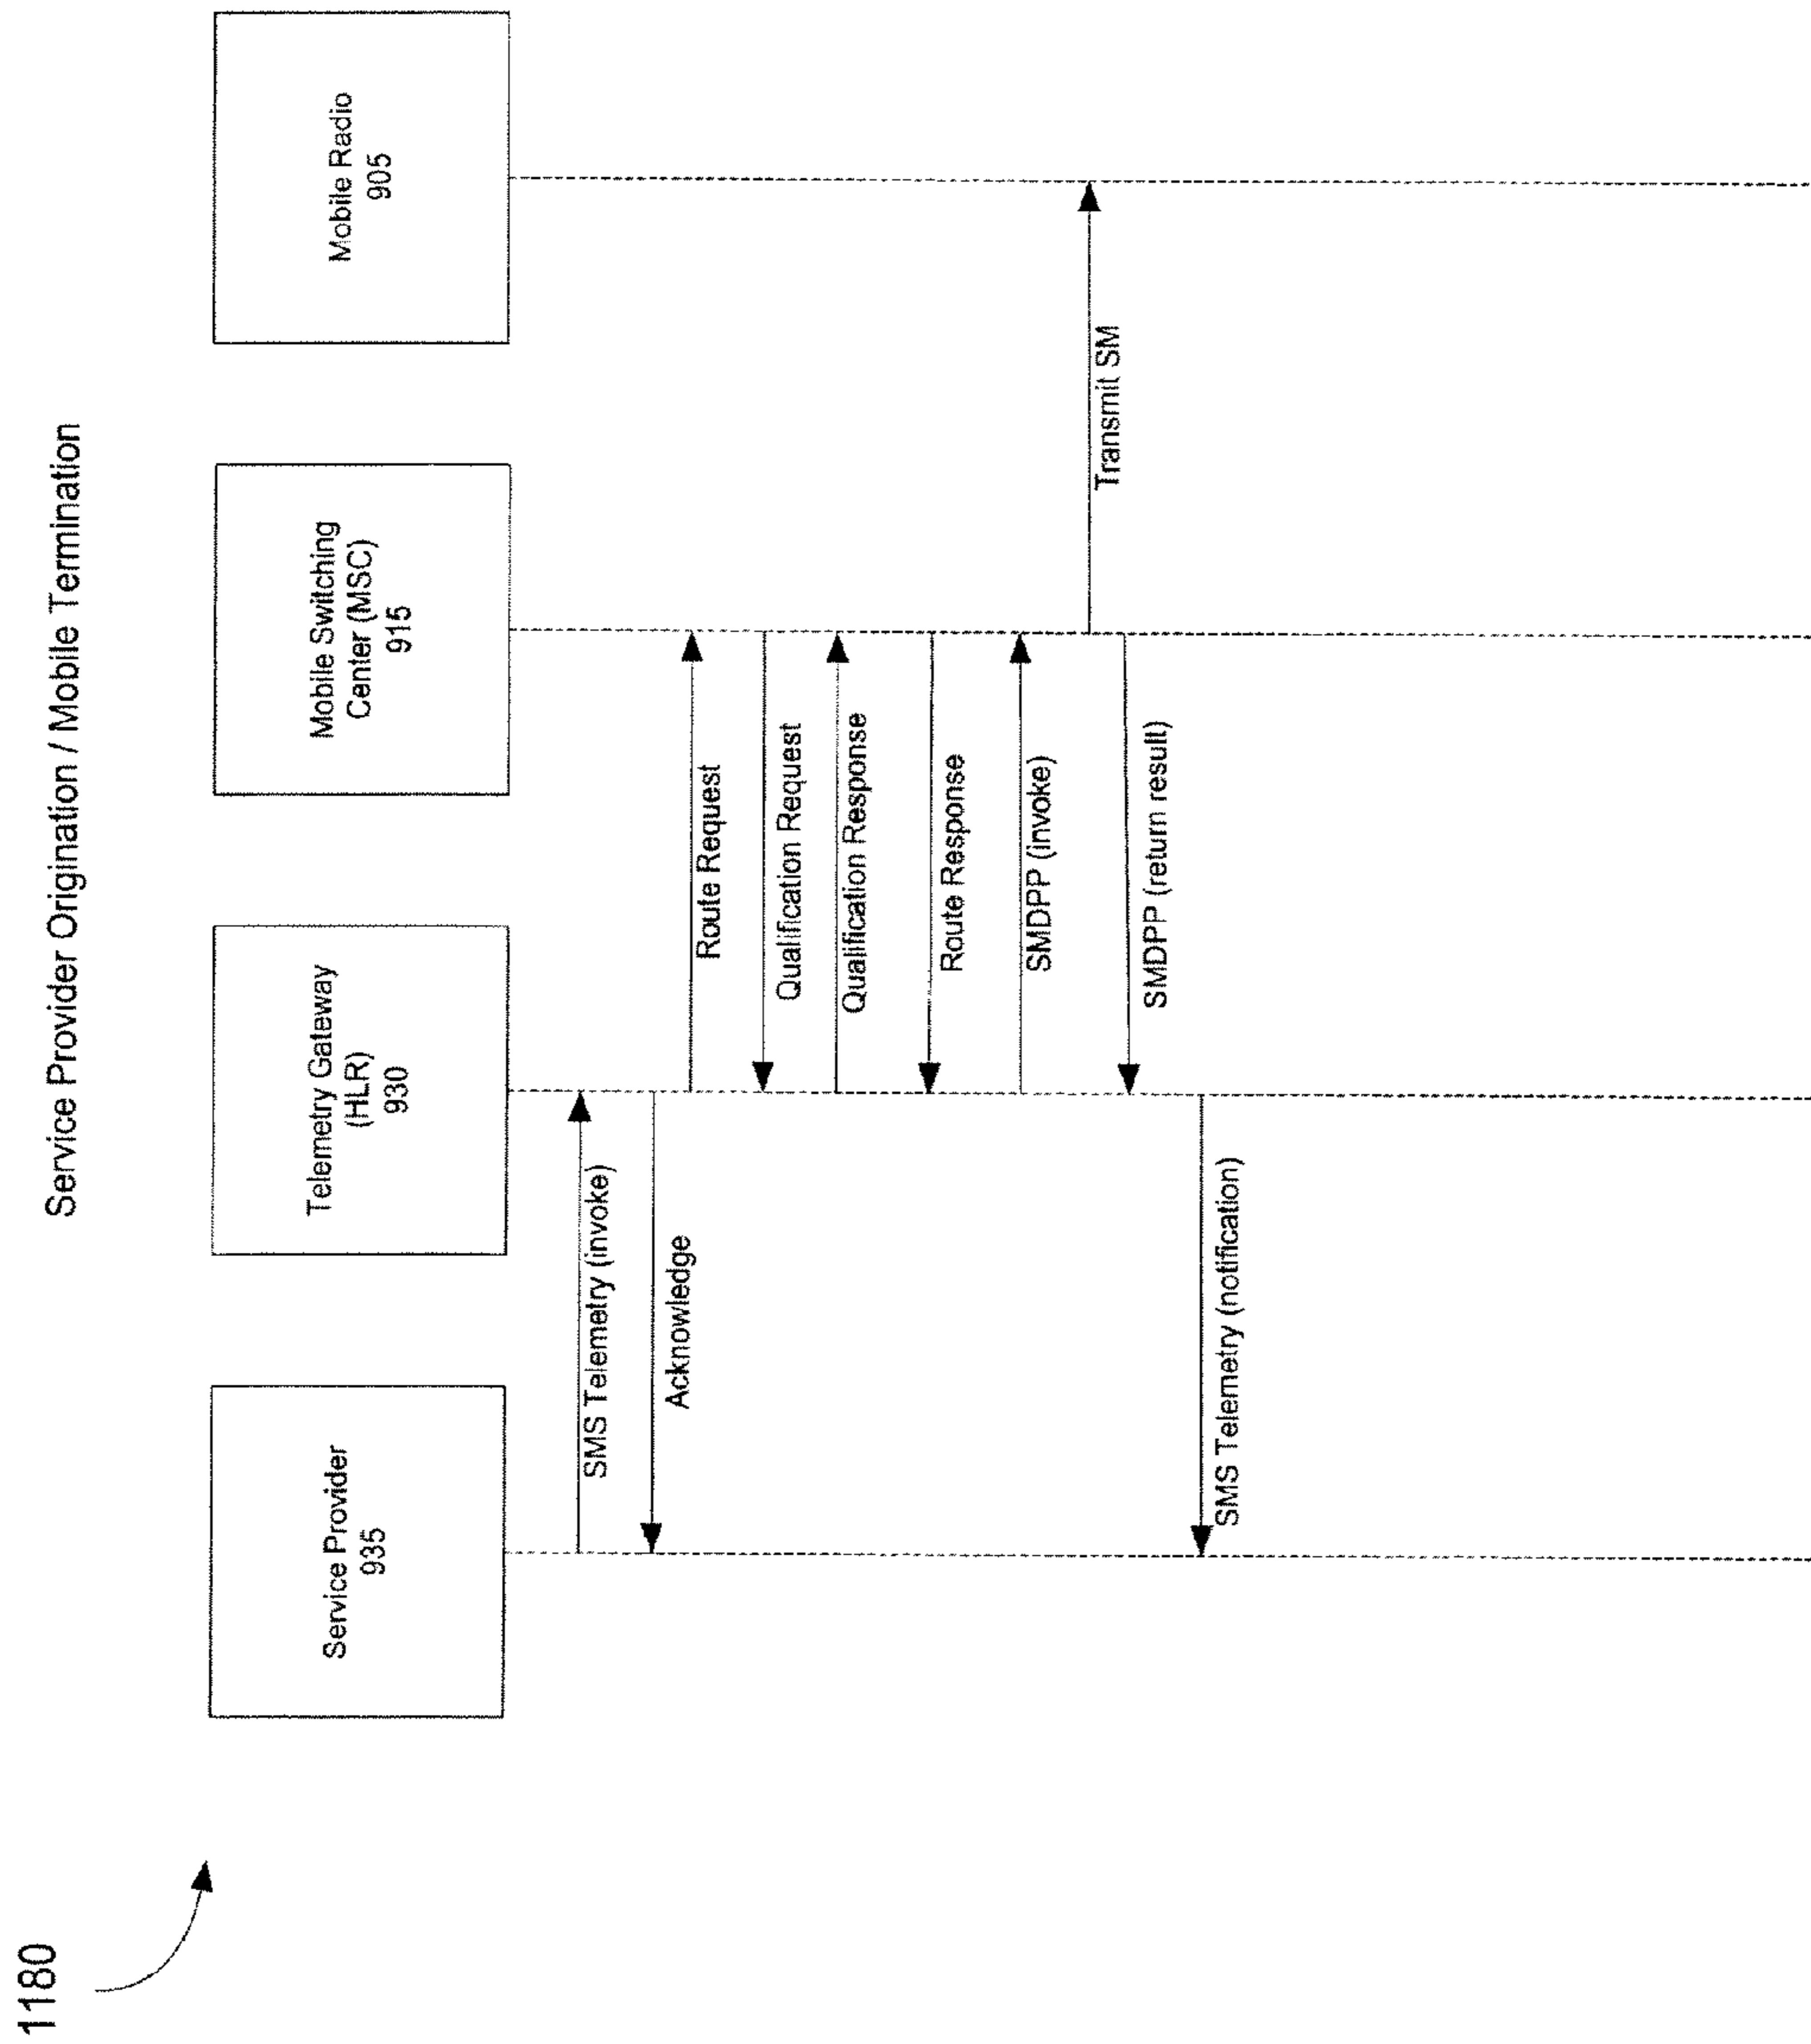 1180
Service Provider Origination / Mobile Termination
Service Provider
935
Telemetry Gateway
(HLR)
930
Mobile Switching
Center (MSC)
915
Mobile Radio
905
SMS Telemetry (invoke)
Acknowledge
Route Request
Qualification Request
Qualification Response
Route Response
SMDPP (invoke)
Transmit SM
SMDPP (return result)
SMS Telemetry (notification)